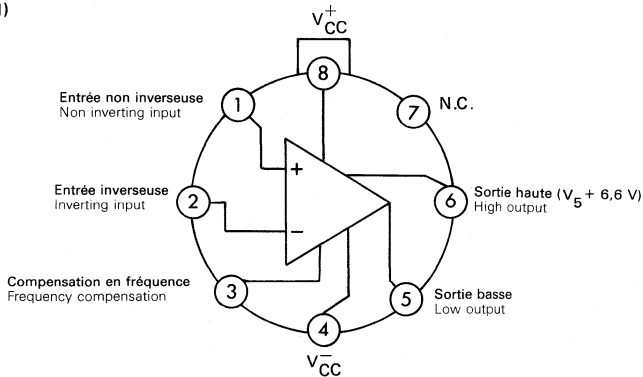 )
V+CC
8
1
Entrée non inverseuse
Non inverting input
7
N.C.
+
Entrée inverseuse
Inverting input
2
6
Sortie haute (V5 + 6,6 V)
High output
−
Compensation en fréquence
Frequency compensation
3
5
Sortie basse
Low output
4
V−CC